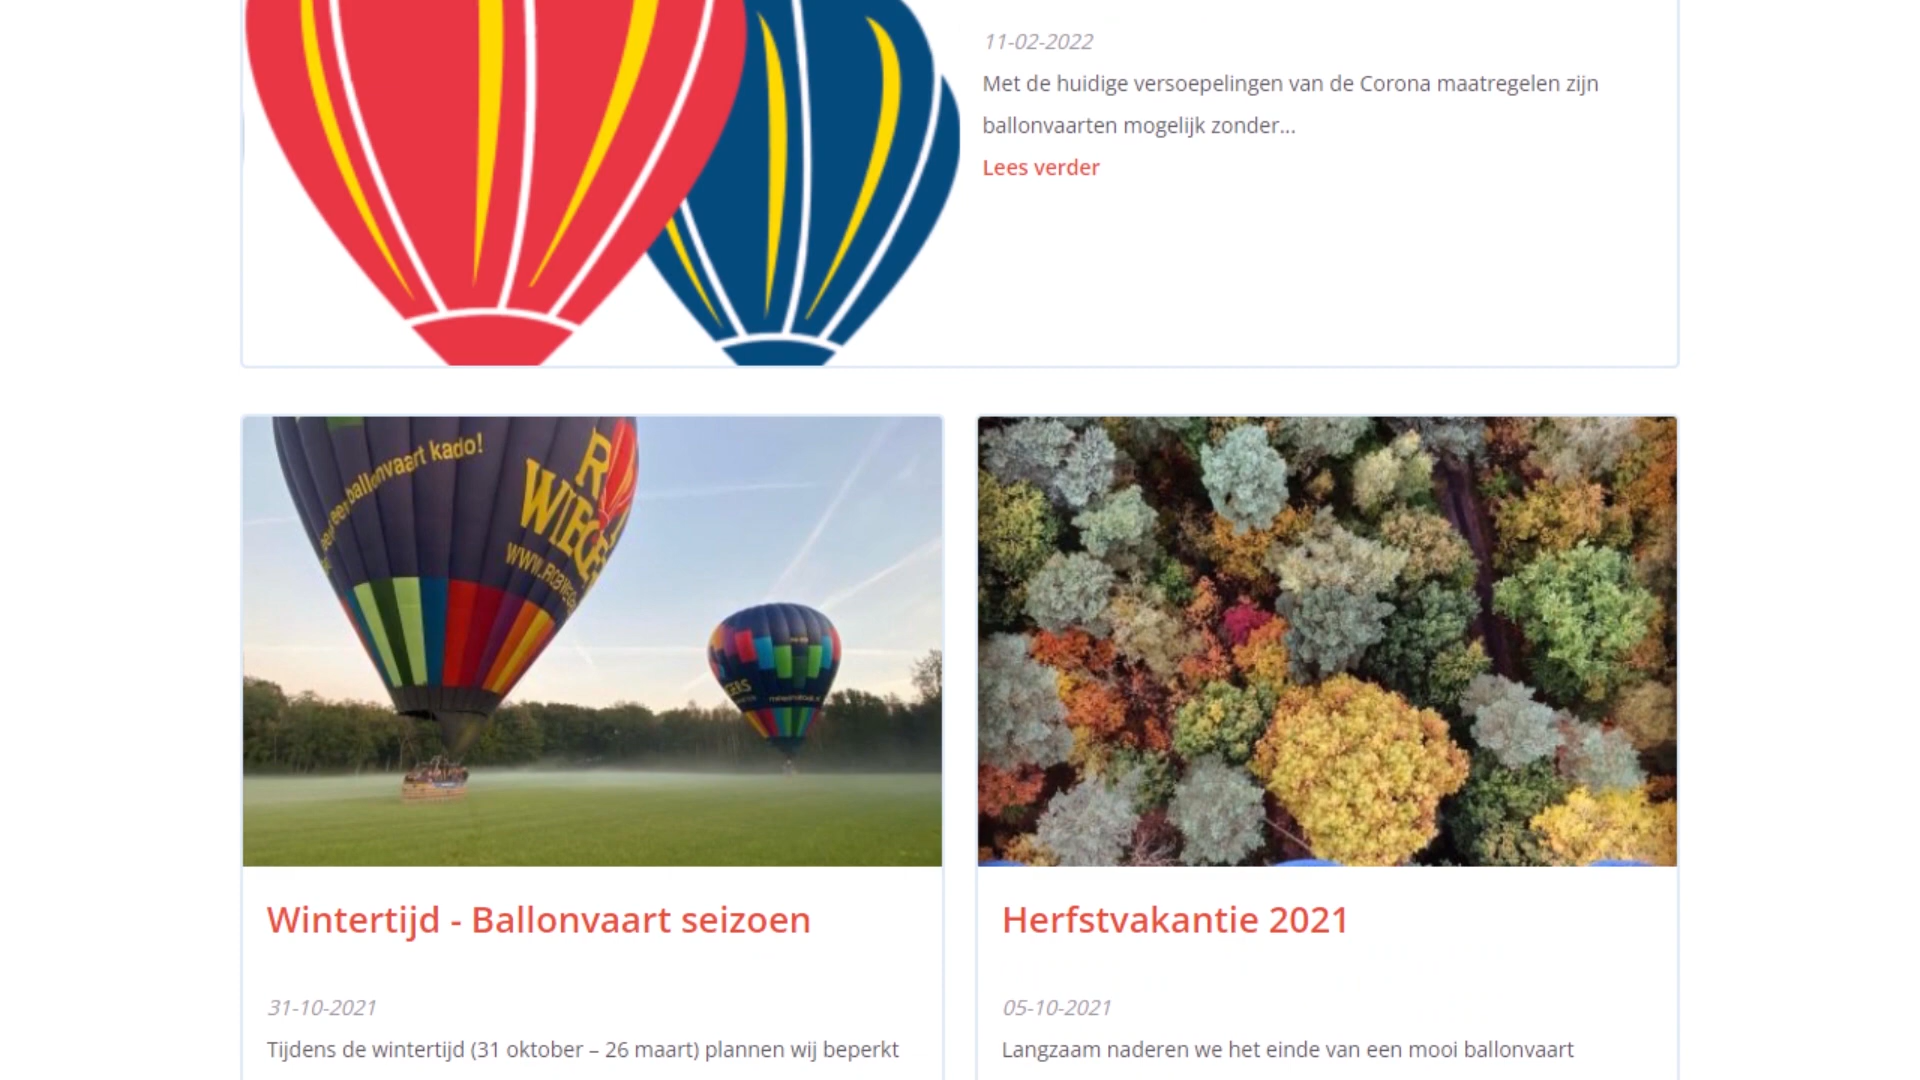 11-02-2022
Met de huidige versoepelingen van de Corona maatregelen zijn
ballonvaarten mogelijk zonder...
Lees verder
ballonvaart kado!
WIEGE
Wintertijd - Ballonvaart seizoen
31-10-2021
Tijdens de wintertijd (31 oktober – 26 maart) plannen wij beperkt
Herfstvakantie 2021
05-10-2021
Langzaam naderen we het einde van een mooi ballonvaart